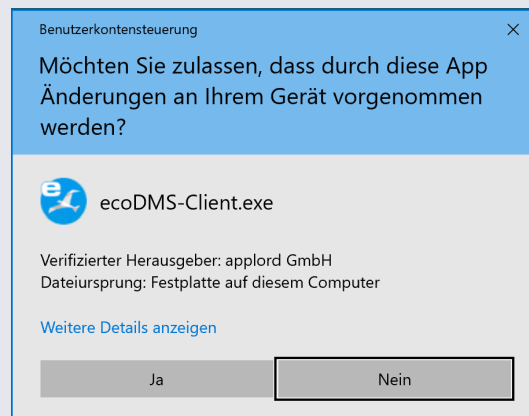 Benutzerkontensteuerung
Möchten Sie zulassen, dass durch diese App
Änderungen an Ihrem Gerät vorgenommen
werden?
e
ecoDMS-Client.exe
Verifizierter Herausgeber: applord GmbH
Dateiursprung: Festplatte auf diesem Computer
Weitere Details anzeigen
Ja
Nein